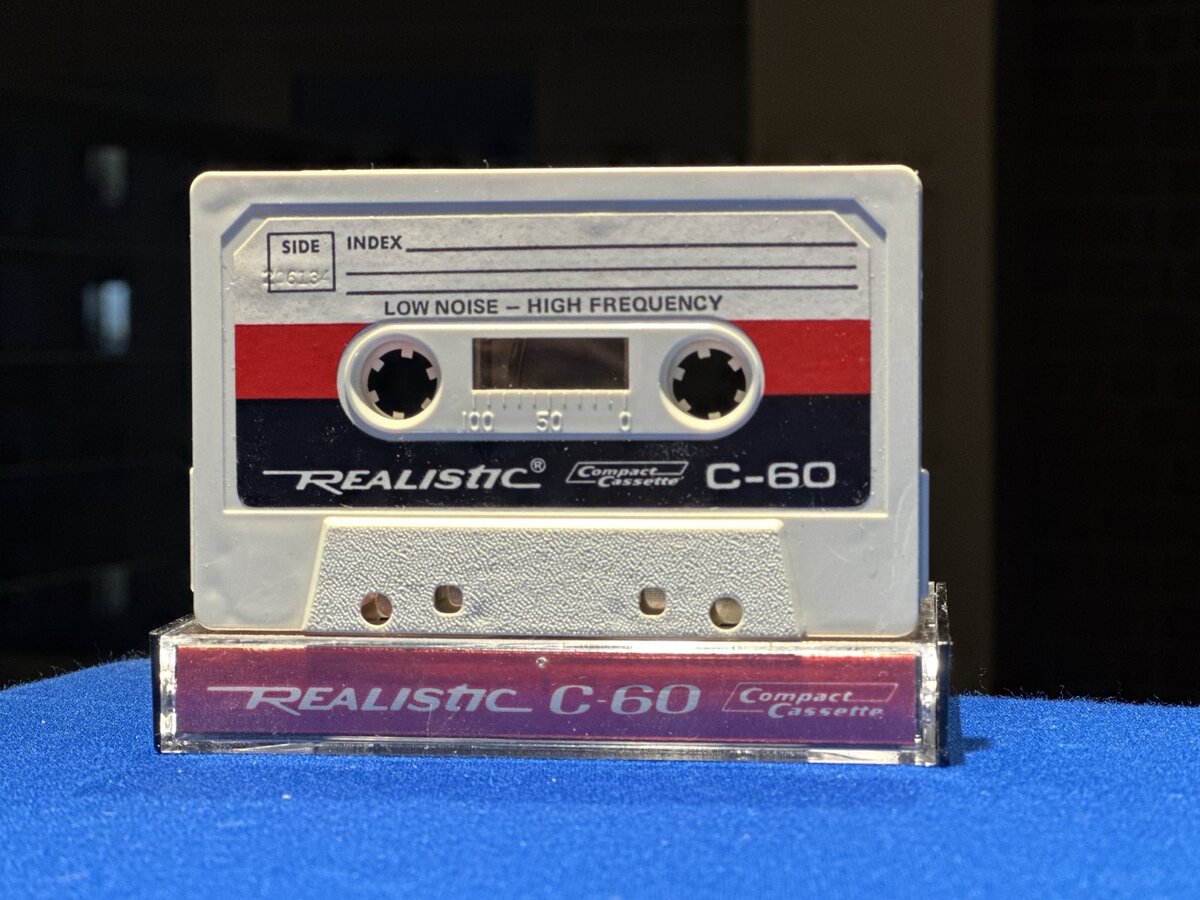 SIDE INDEX
LOW NOISE – HIGH FREQUENCY
100 50 0
REALISTIC® Compact Cassette C-60
REALISTIC C-60 Compact Cassette